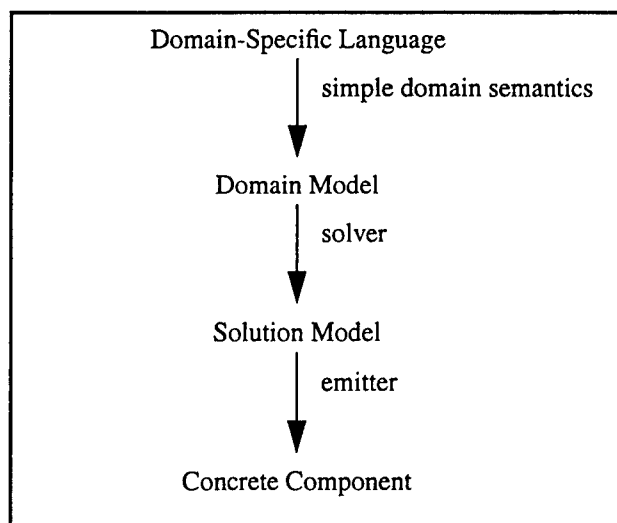 Domain-Specific Language
simple domain semantics
Domain Model
solver
Solution Model
emitter
Concrete Component